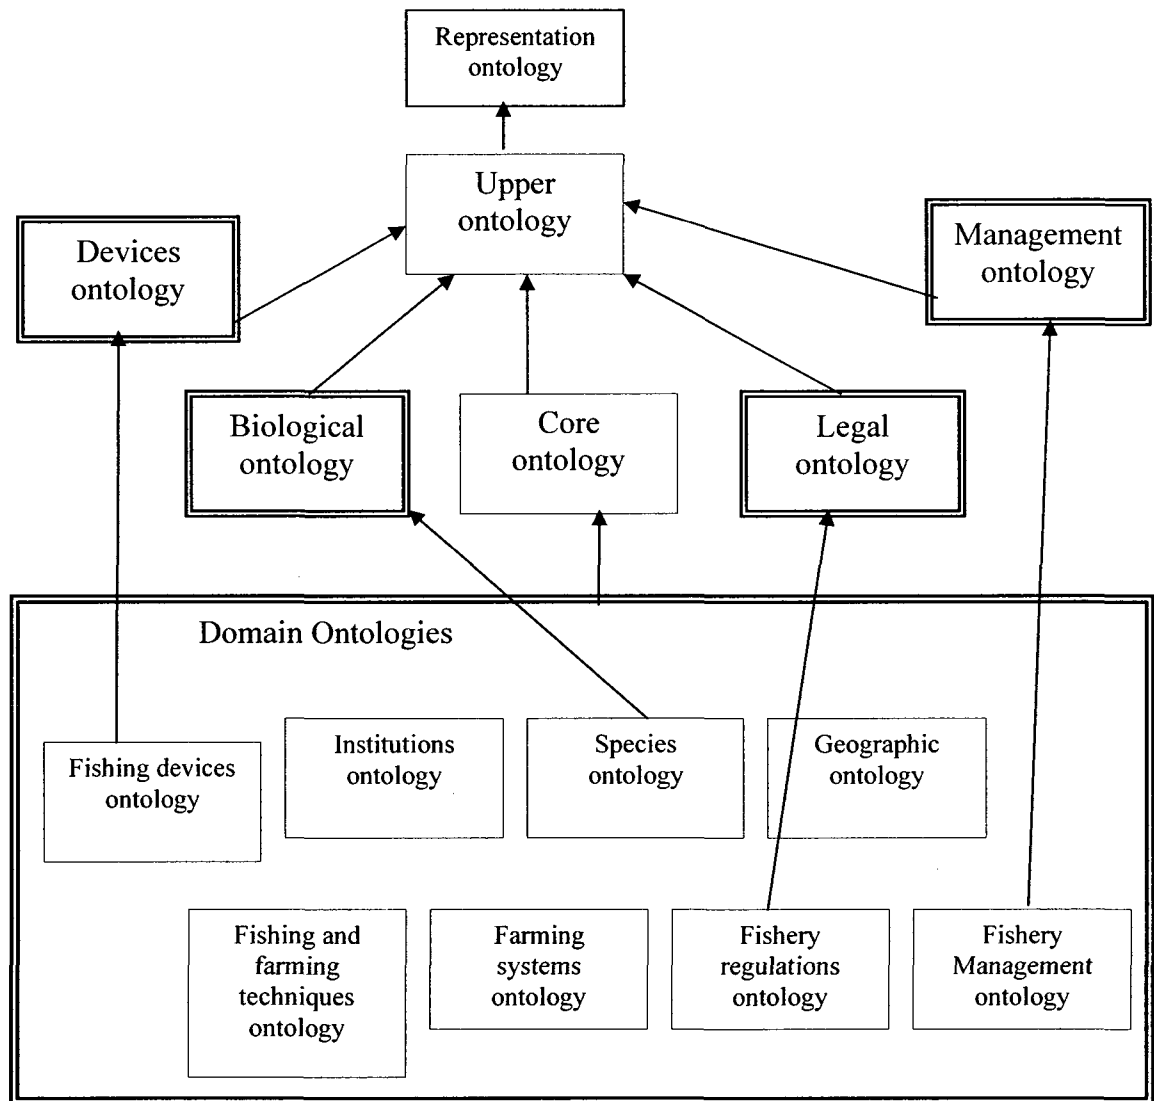 Representation
ontology
Upper
ontology
Devices
ontology
Management
ontology
Biological
ontology
Core
ontology
Legal
ontology
Domain Ontologies
Fishing devices
ontology
Institutions
ontology
Species
ontology
Geographic
ontology
Fishing and
farming
techniques
ontology
Farming
systems
ontology
Fishery
regulations
ontology
Fishery
Management
ontology